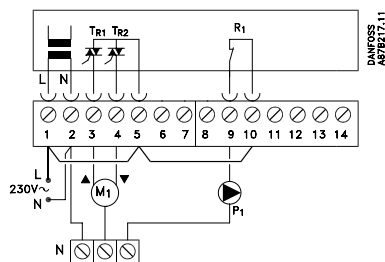 TR1 TR2 R1
L N
DANFOSS
A87B217.11
1 2 3 4 5 6 7 8 9 10 11 12 13 14
L
230V~
N
M1
P1
N